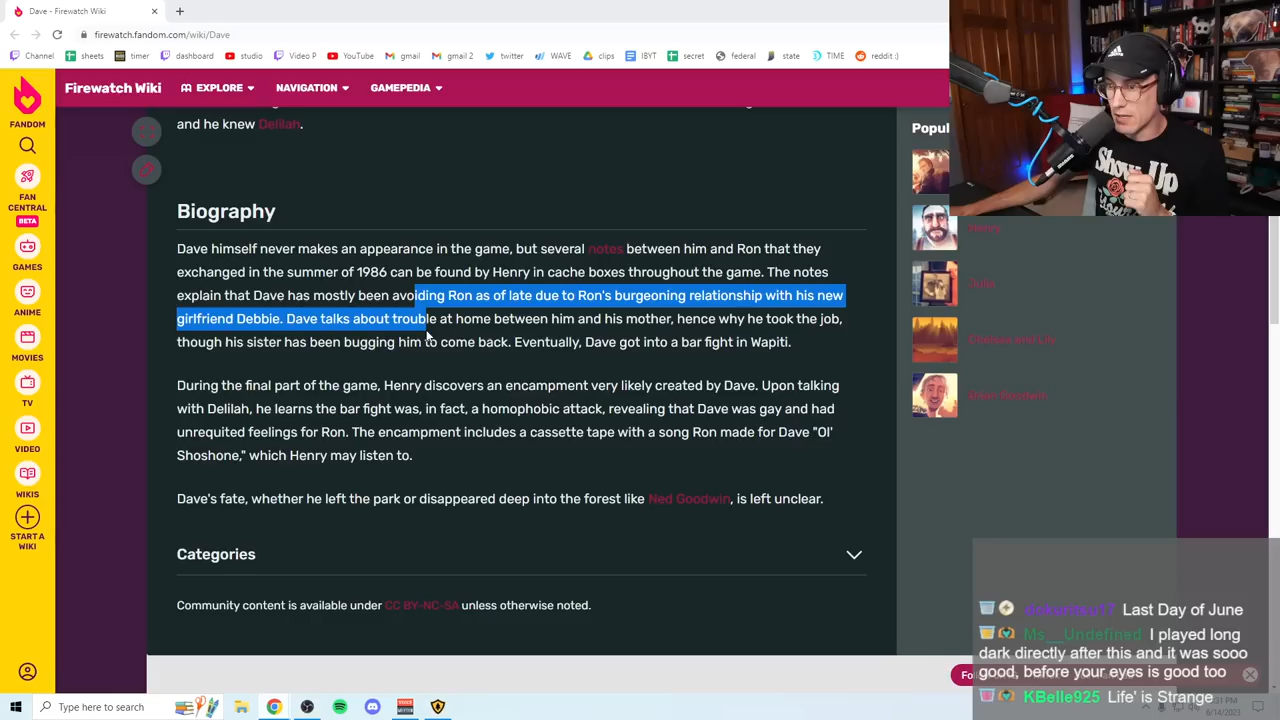 Dave - Firewatch Wiki
firewatch.fandom.com/wiki/Dave
Channel sheets timer dashboard studio Video P YouTube gmail gmail 2 twitter WAVE clips IBYT secret federal state TIME reddit :)
Firewatch Wiki EXPLORE NAVIGATION GAMEPEDIA
FANDOM
FAN
CENTRAL
BETA
GAMES
ANIME
MOVIES
TV
VIDEO
WIKIS
START A
WIKI
and he knew Delilah.
Biography
Dave himself never makes an appearance in the game, but several notes between him and Ron that they
exchanged in the summer of 1986 can be found by Henry in cache boxes throughout the game. The notes
explain that Dave has mostly been avoiding Ron as of late due to Ron's burgeoning relationship with his new
girlfriend Debbie. Dave talks about trouble at home between him and his mother, hence why he took the job,
though his sister has been bugging him to come back. Eventually, Dave got into a bar fight in Wapiti.
During the final part of the game, Henry discovers an encampment very likely created by Dave. Upon talking
with Delilah, he learns the bar fight was, in fact, a homophobic attack, revealing that Dave was gay and had
unrequited feelings for Ron. The encampment includes a cassette tape with a song Ron made for Dave "Ol'
Shoshone," which Henry may listen to.
Dave's fate, whether he left the park or disappeared deep into the forest like Ned Goodwin, is left unclear.
Categories
Community content is available under CC BY-NC-SA unless otherwise noted.
Popul
Henry
Julia
Brian Goodwin
Show Up
Last Day of June
Ms__Undefined I played long
dark directly after this and it was sooo
good, before your eyes is good too
KBelle925 Life' is Strange
Fo
Type here to search
6/14/2023